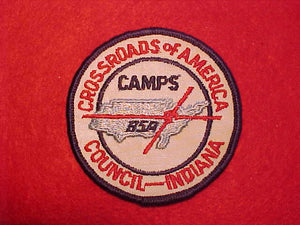 CROSSROADS of AMERICA
CAMPS
BSA
COUNCIL—INDIANA